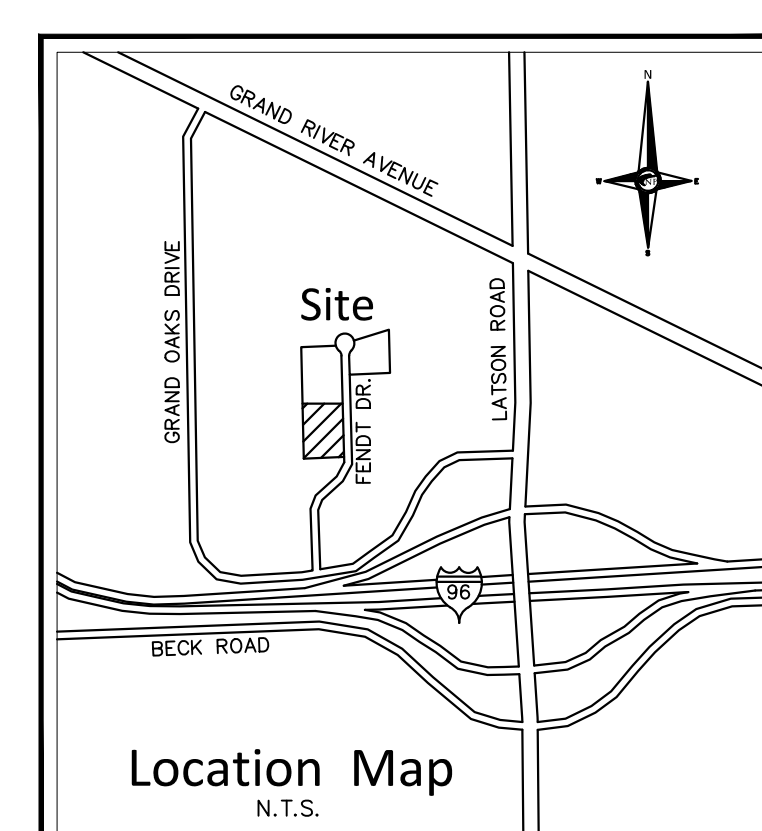 N
GRAND RIVER AVENUE
W
E
S
GRAND OAKS DRIVE
LATSON ROAD
Site
FENDT DR.
96
BECK ROAD
Location Map
N.T.S.